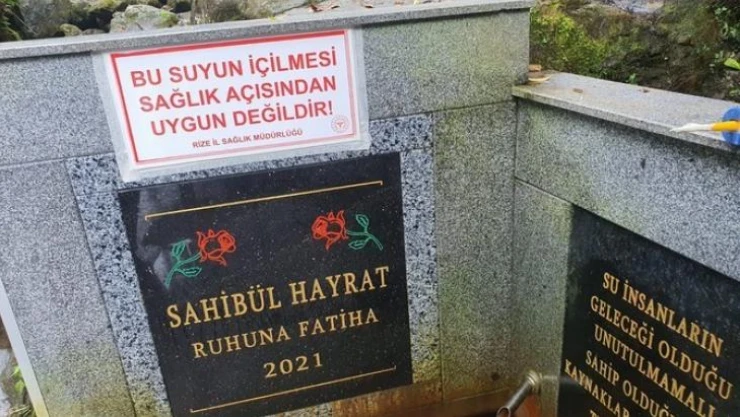 BU SUYUN İÇİLMESİ
SAĞLIK AÇISINDAN
UYGUN DEĞİLDİR!
RİZE İL SAĞLIK MÜDÜRLÜĞÜ
SAHİBÜL HAYRAT
RUHUNA FATİHA
2021
SU İNSANLARIN
GELECEĞİ OLDUĞU
UNUTULMAMALI
SAHİP OLDUĞU